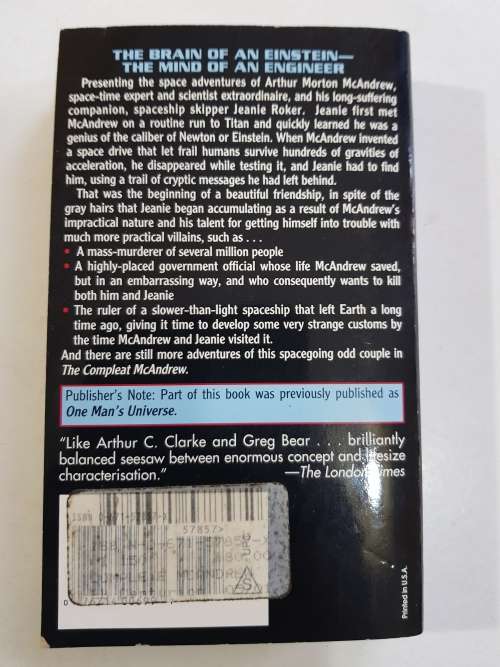 THE BRAIN OF AN EINSTEIN—
THE MIND OF AN ENGINEER
Presenting the space adventures of Arthur Morton McAndrew,
space-time expert and scientist extraordinaire, and his long-suffering
companion, spaceship skipper Jeanie Roker. Jeanie first met
McAndrew on a routine run to Titan and quickly learned he was a
genius of the caliber of Newton or Einstein. When McAndrew invented
a space drive that let frail humans survive hundreds of gravities of
acceleration, he disappeared while testing it, and Jeanie had to find
him, using a trail of cryptic messages he had left behind.
That was the beginning of a beautiful friendship, in spite of the
gray hairs that Jeanie began accumulating as a result of McAndrew's
impractical nature and his talent for getting himself into trouble with
much more practical villains, such as . . .
• A mass-murderer of several million people
• A highly-placed government official whose life McAndrew saved,
but in an embarrassing way, and who consequently wants to kill
both him and Jeanie
• The ruler of a slower-than-light spaceship that left Earth a long
time ago, giving it time to develop some very strange customs by
the time McAndrew and Jeanie visited it.
And there are still more adventures of this spacegoing odd couple in
The Compleat McAndrew.
Publisher's Note: Part of this book was previously published as
One Man's Universe.
"Like Arthur C. Clarke and Greg Bear . . . brilliantly
balanced seesaw between enormous concept and lifesize
characterisation."
—The London Times
ISBN
57857>
UPC
S
Printed in U.S.A.